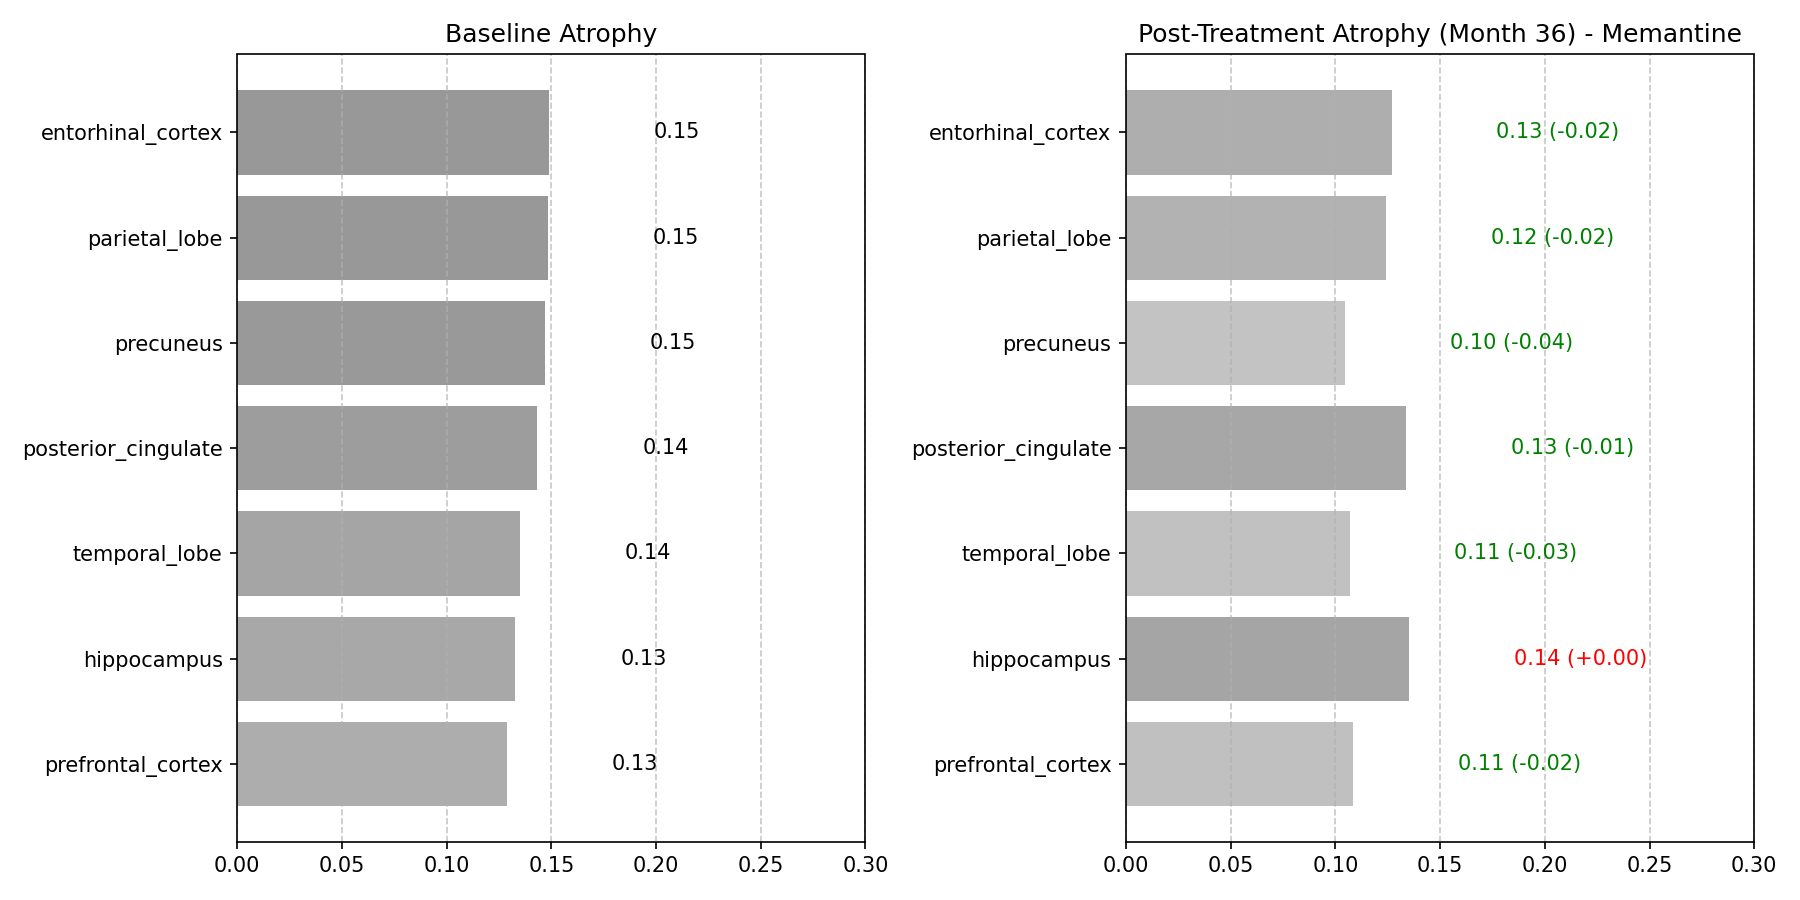 Baseline Atrophy
entorhinal_cortex
0.15
parietal_lobe
0.15
precuneus
0.15
posterior_cingulate
0.14
temporal_lobe
0.14
hippocampus
0.13
prefrontal_cortex
0.13
0.00 0.05 0.10 0.15 0.20 0.25 0.30
Post-Treatment Atrophy (Month 36) - Memantine
entorhinal_cortex
0.13 (-0.02)
parietal_lobe
0.12 (-0.02)
precuneus
0.10 (-0.04)
posterior_cingulate
0.13 (-0.01)
temporal_lobe
0.11 (-0.03)
hippocampus
0.14 (+0.00)
prefrontal_cortex
0.11 (-0.02)
0.00 0.05 0.10 0.15 0.20 0.25 0.30